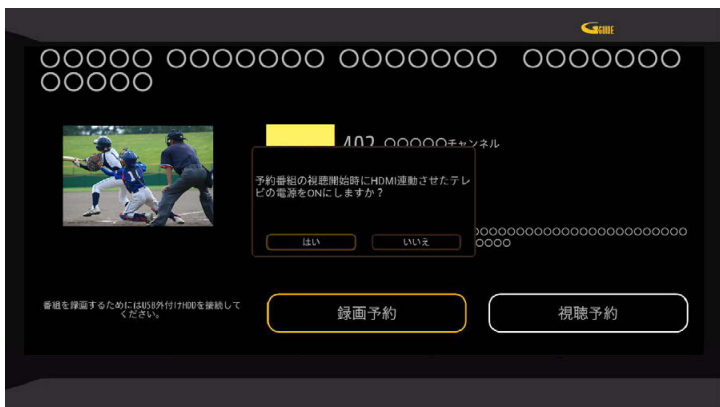 GGUIDE
○○○○○ ○○○○○○○ ○○○○○○○ ○○○○○○○
○○○○○
402 ○○○○○チャンネル
予約番組の視聴開始時にHDMI連動させたテレ
ビの電源をONにしますか？
はい
いいえ
○○○○○○○○○○○○○○○○○○○○○○○○
○○○○
番組を録画するためにはUSB外付けHDDを接続して
ください。
録画予約
視聴予約